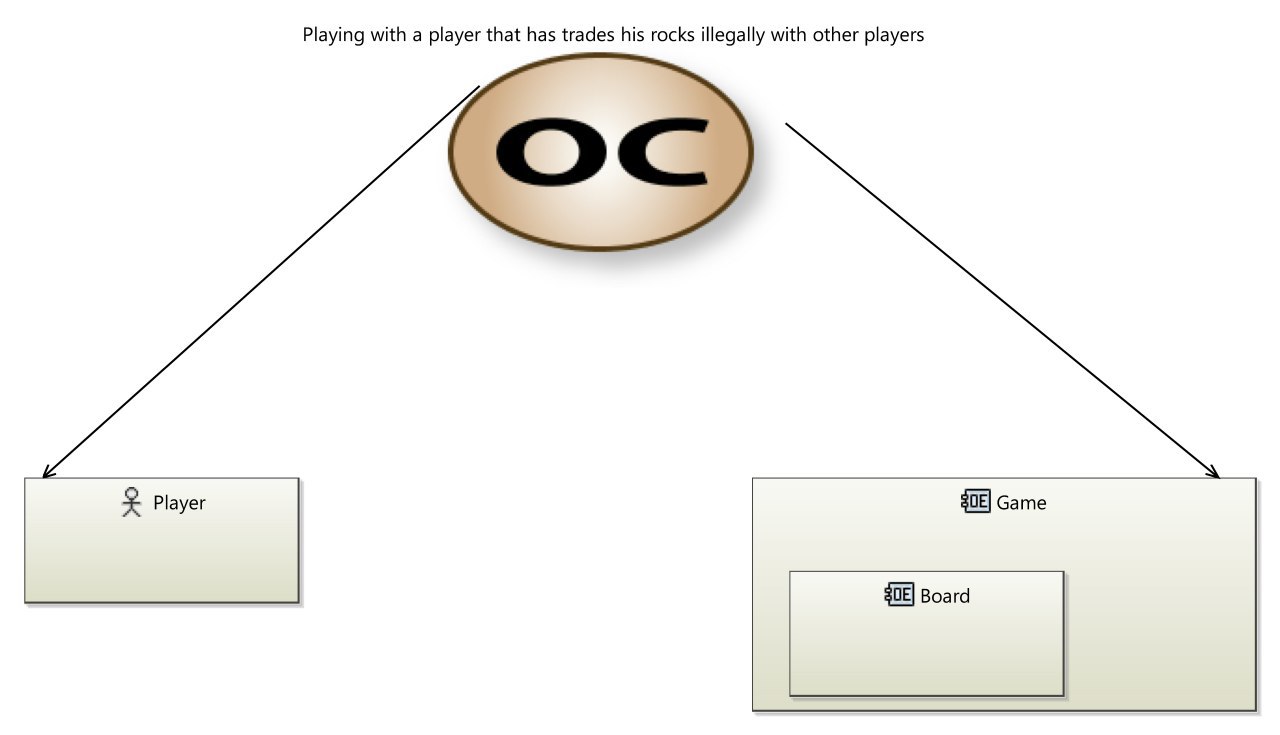 Playing with a player that has trades his rocks illegally with other players
OC
Player
OE Game
OE Board